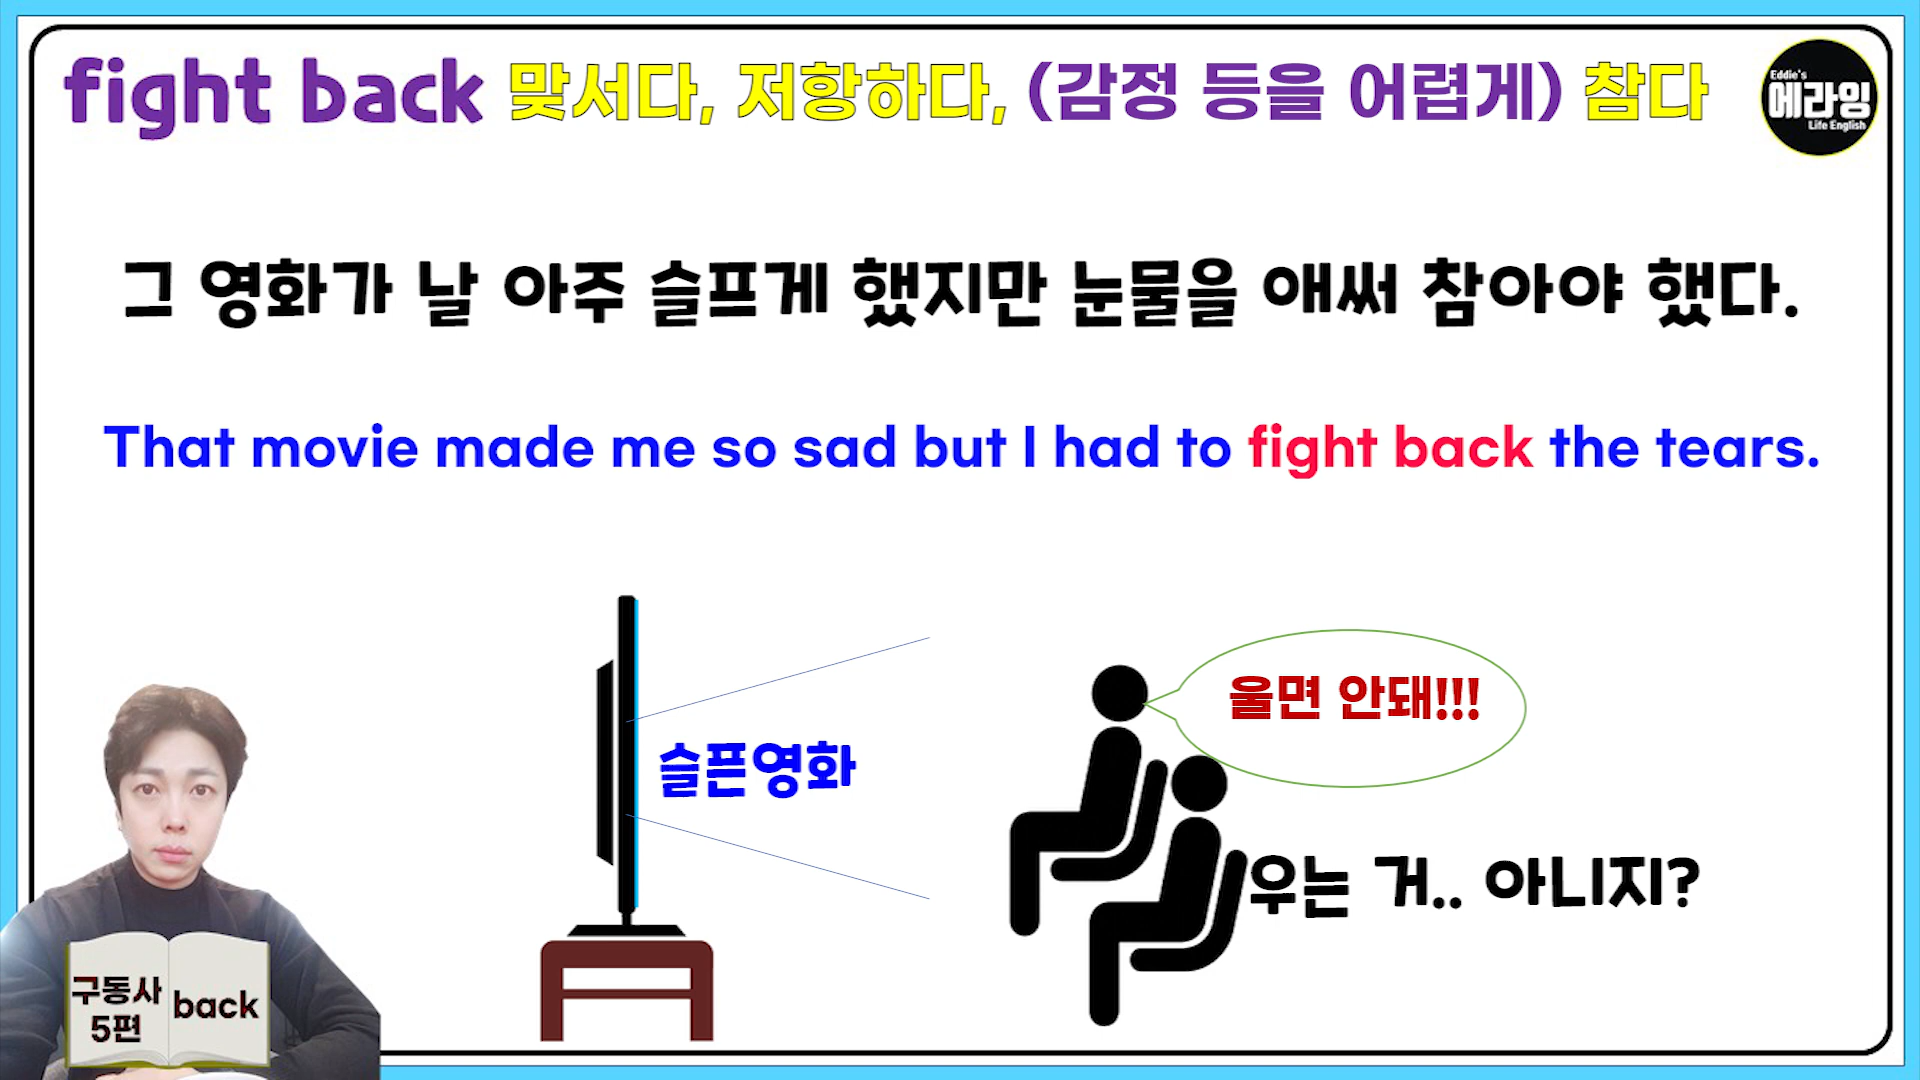 fight back 맞서다, 저항하다, (감정 등을 어렵게) 참다
Eddie's
에라잉
Life English
그 영화가 날 아주 슬프게 했지만 눈물을 애써 참아야 했다.
That movie made me so sad but I had to fight back the tears.
울면 안돼!!!
슬픈영화
우는 거.. 아니지?
구동사
5편
back